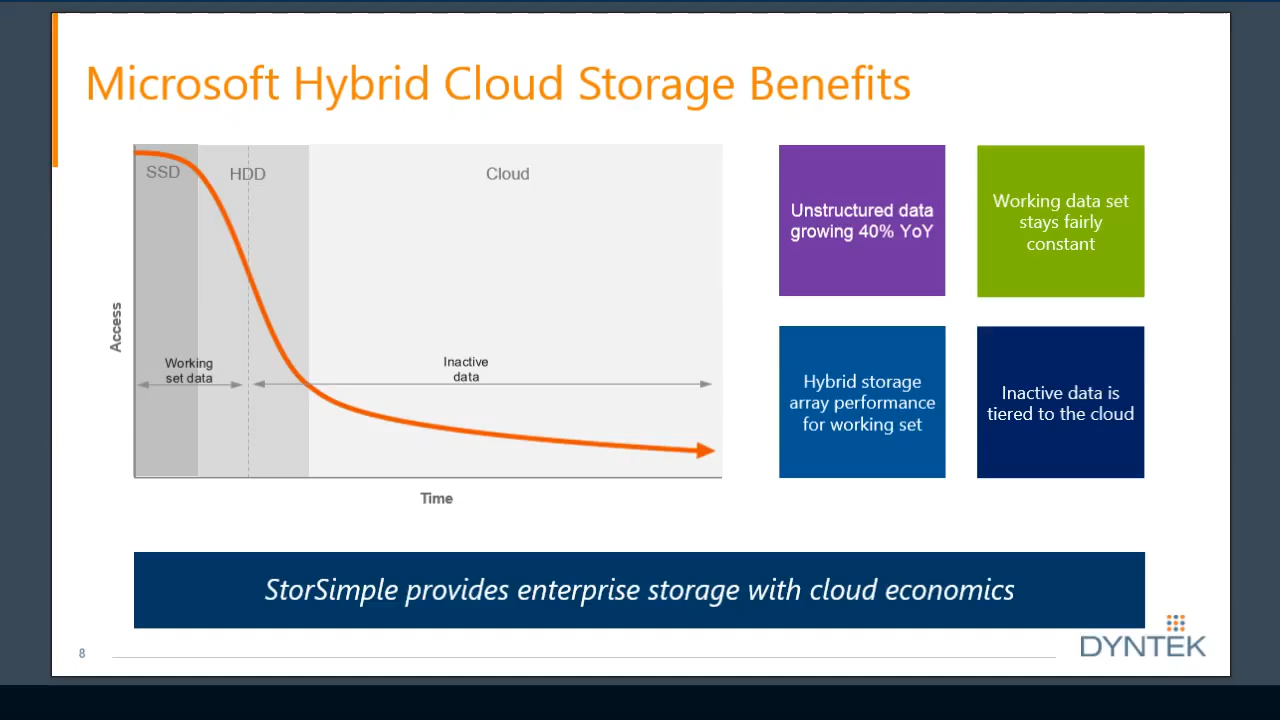 Microsoft Hybrid Cloud Storage Benefits
SSD
HDD
Cloud
Access
Working
set data
Inactive
data
Time
Unstructured data
growing 40% YoY
Working data set
stays fairly
constant
Hybrid storage
array performance
for working set
Inactive data is
tiered to the cloud
StorSimple provides enterprise storage with cloud economics
8
DYNTEK